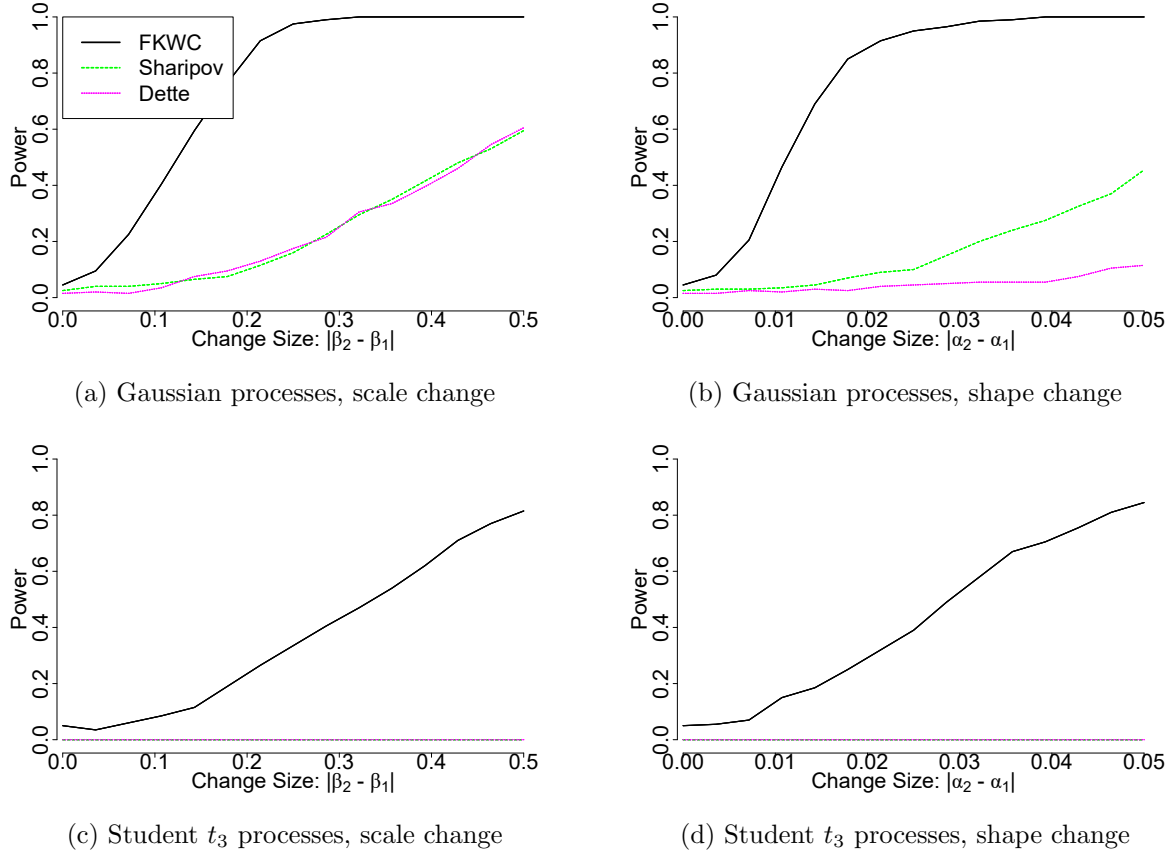 FKWC
Sharipov
Dette
Power
0.0 0.2 0.4 0.6 0.8 1.0
0.0 0.1 0.2 0.3 0.4 0.5
Change Size: |β₂ - β₁|
(a) Gaussian processes, scale change
Power
0.0 0.2 0.4 0.6 0.8 1.0
0.00 0.01 0.02 0.03 0.04 0.05
Change Size: |α₂ - α₁|
(b) Gaussian processes, shape change
Power
0.0 0.2 0.4 0.6 0.8 1.0
0.0 0.1 0.2 0.3 0.4 0.5
Change Size: |β₂ - β₁|
(c) Student t₃ processes, scale change
Power
0.0 0.2 0.4 0.6 0.8 1.0
0.00 0.01 0.02 0.03 0.04 0.05
Change Size: |α₂ - α₁|
(d) Student t₃ processes, shape change